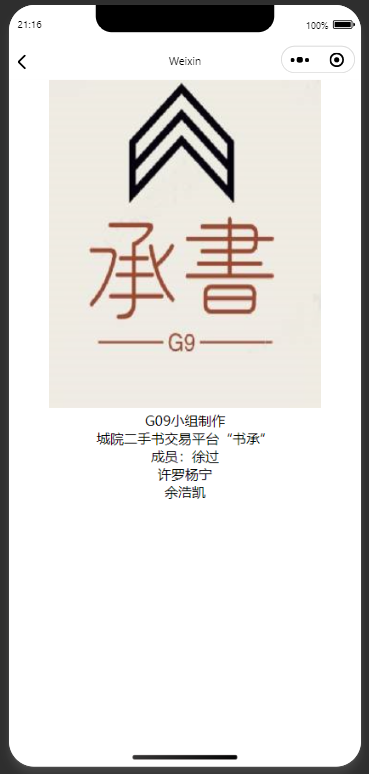 21:16
100%
Weixin
承書
G9
G09小组制作
城院二手书交易平台“书承”
成员：徐过
许罗杨宁
余浩凯